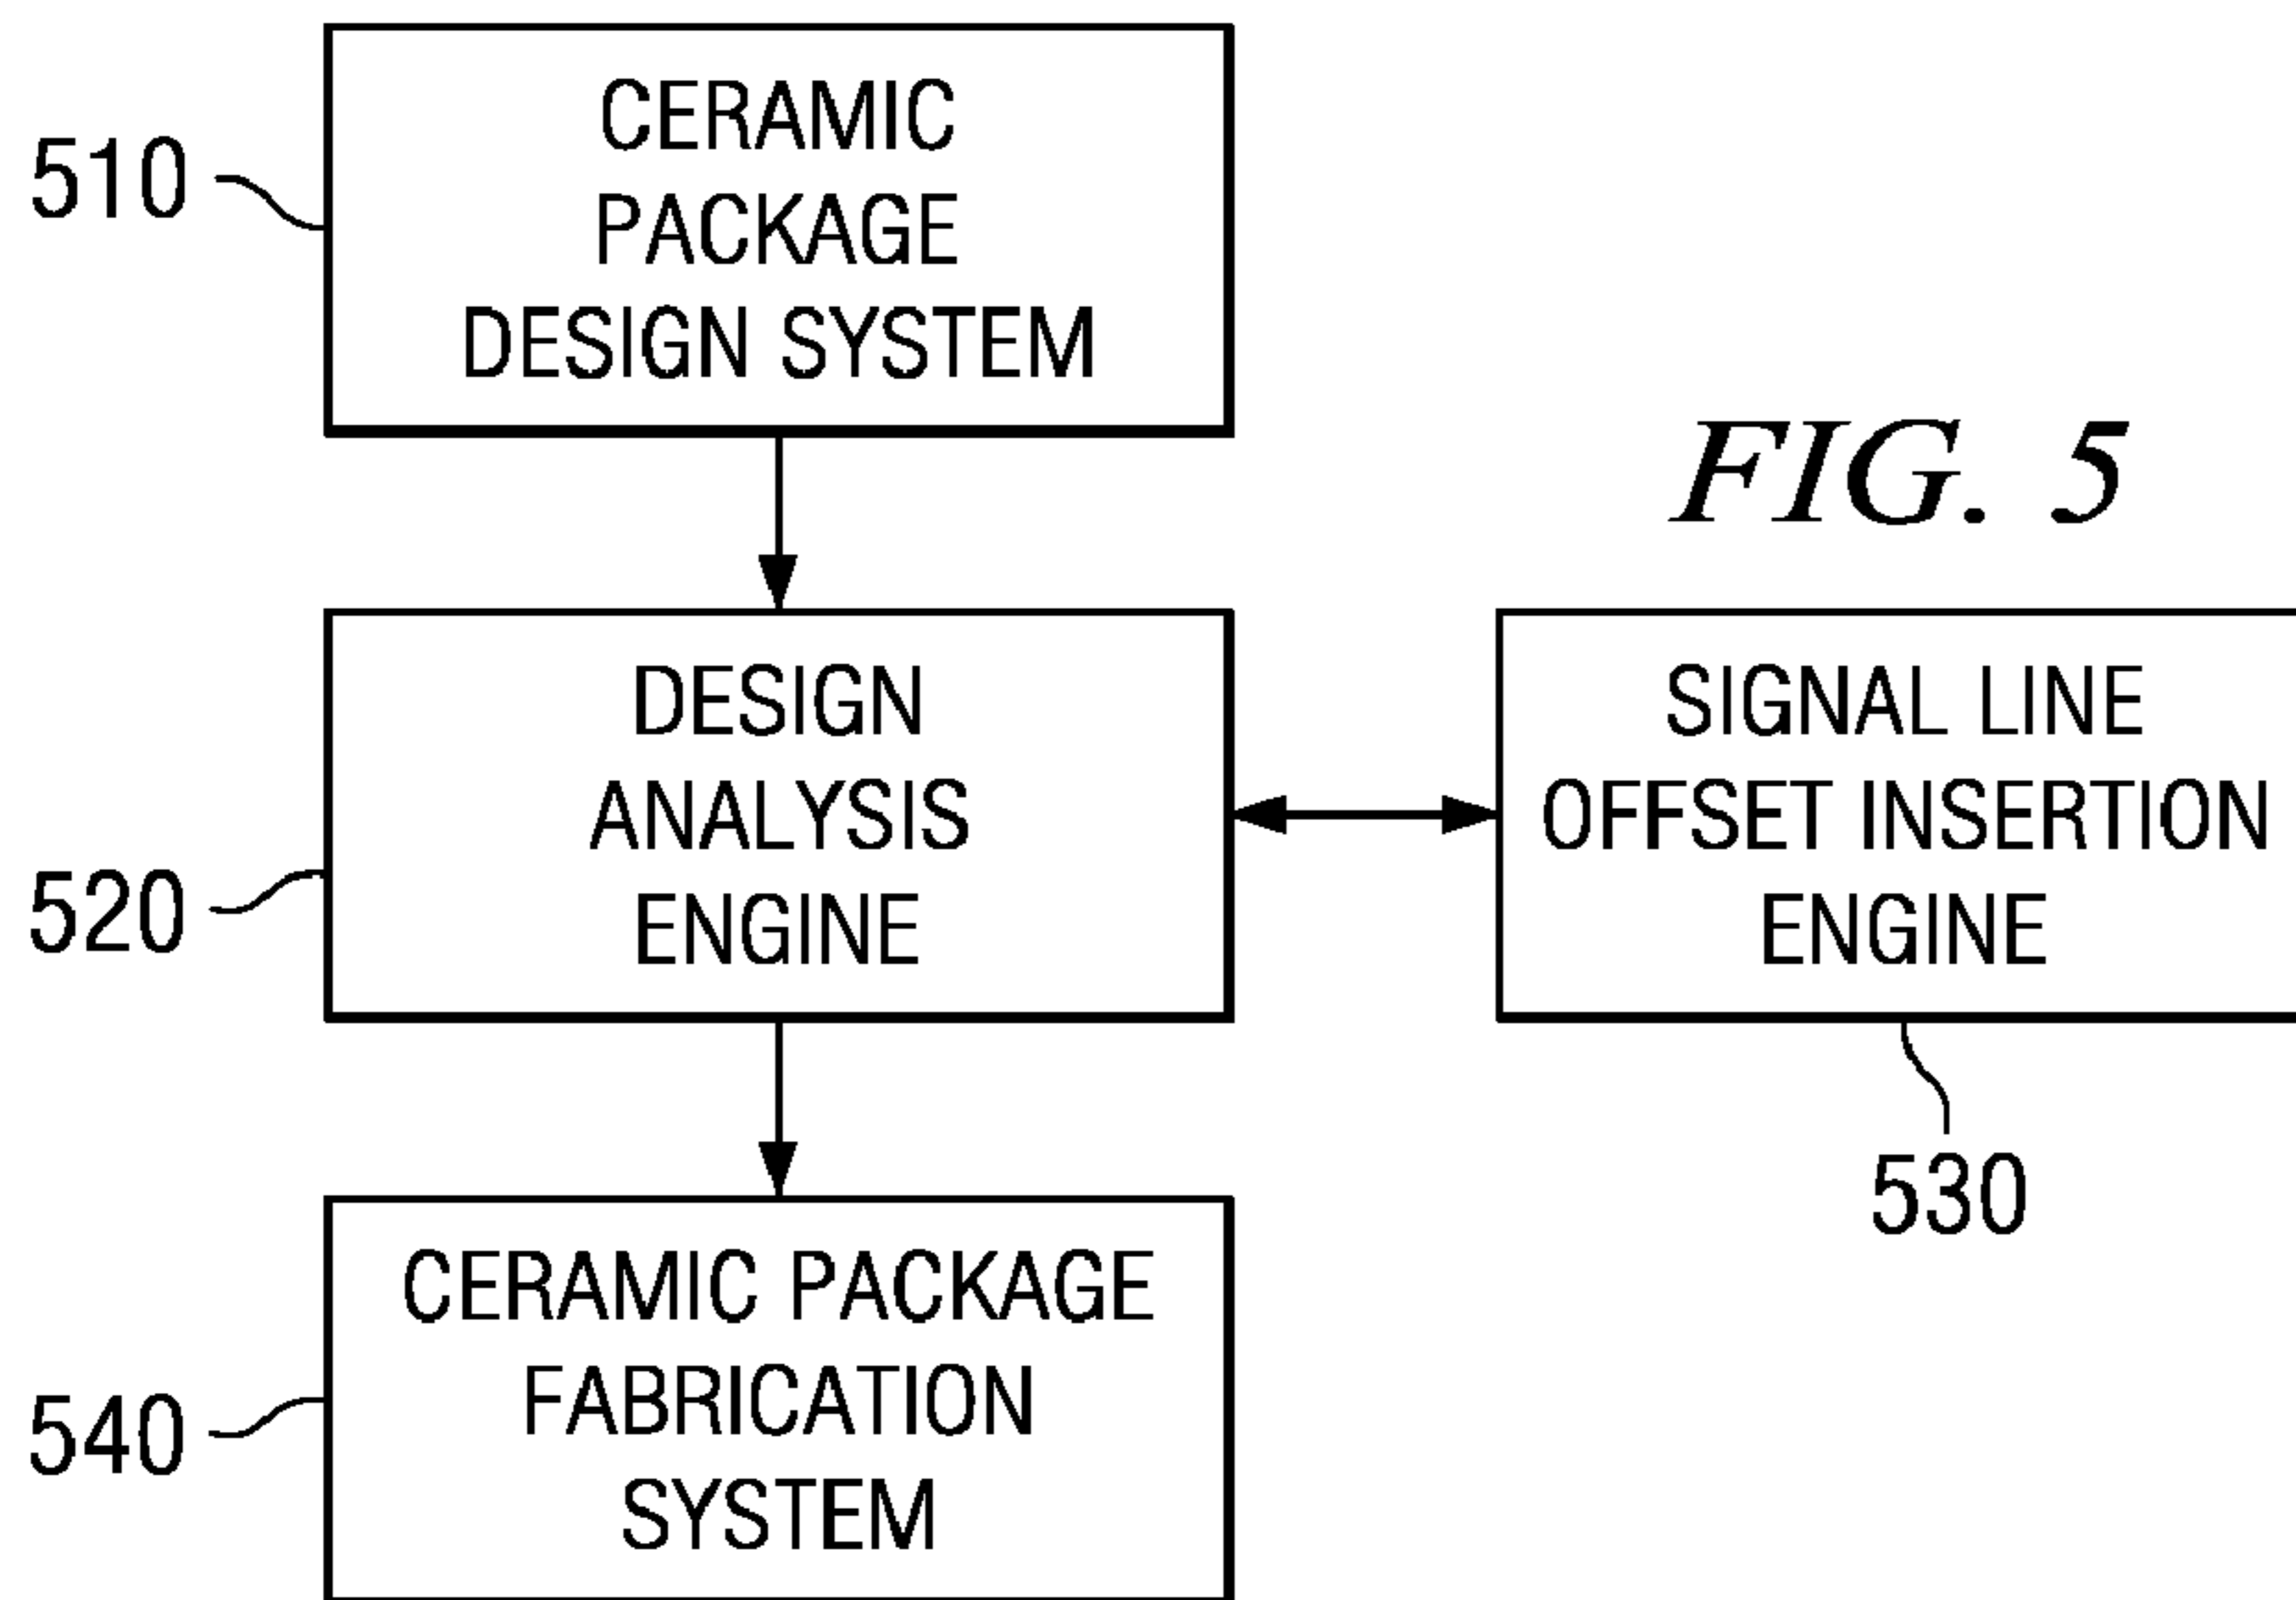 510
CERAMIC
PACKAGE
DESIGN SYSTEM
FIG. 5
520
DESIGN
ANALYSIS
ENGINE
SIGNAL LINE
OFFSET INSERTION
ENGINE
530
540
CERAMIC PACKAGE
FABRICATION
SYSTEM